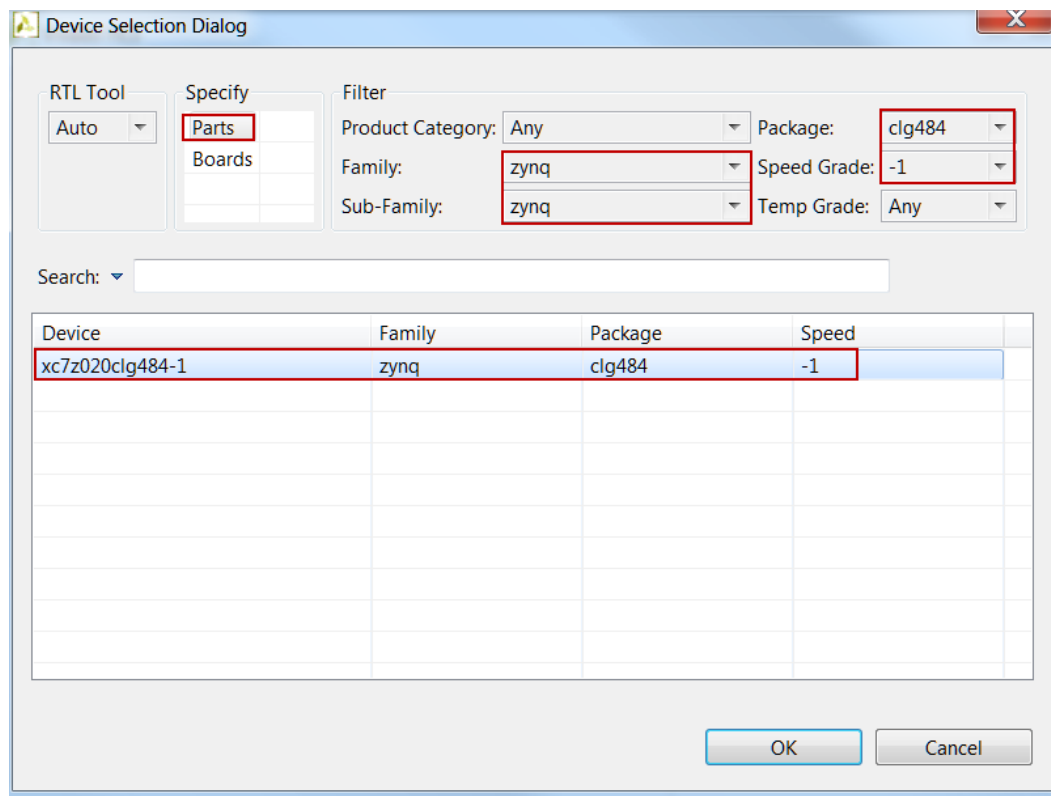 Device Selection Dialog
RTL Tool Specify Filter
Auto Parts Product Category: Any Package: clg484
Boards Family: zynq Speed Grade: -1
Sub-Family: zynq Temp Grade: Any
Search:
Device Family Package Speed
xc7z020clg484-1 zynq clg484 -1
OK Cancel